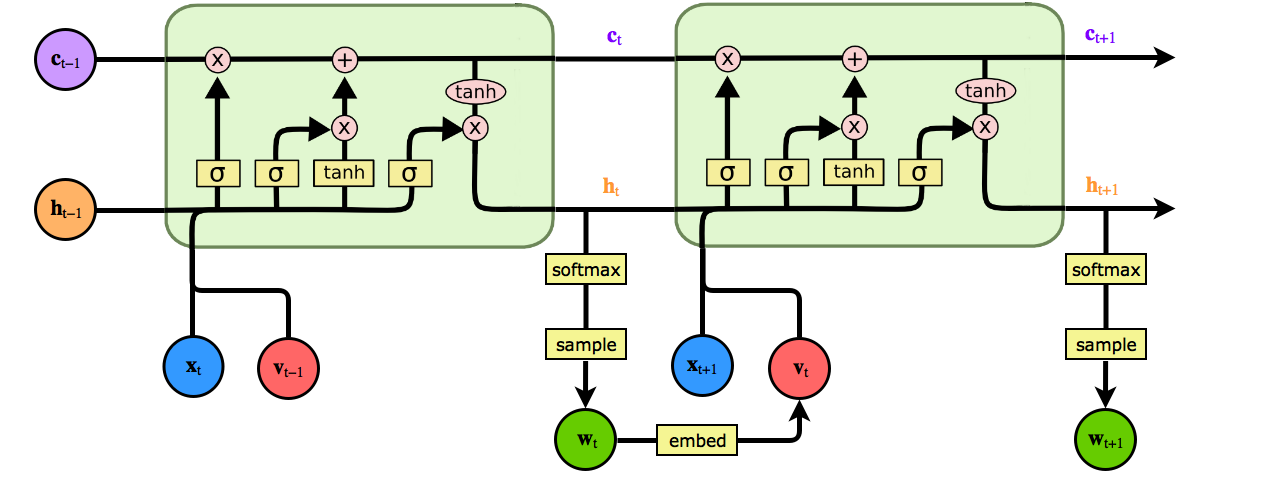 c_t c_{t+1}
c_{t−1} x + x +
tanh tanh
x x x x
σ σ tanh σ σ σ tanh σ
h_t h_{t+1}
h_{t−1}
softmax softmax
sample sample
x_t v_{t−1} x_{t+1} v_t
w_t embed w_{t+1}